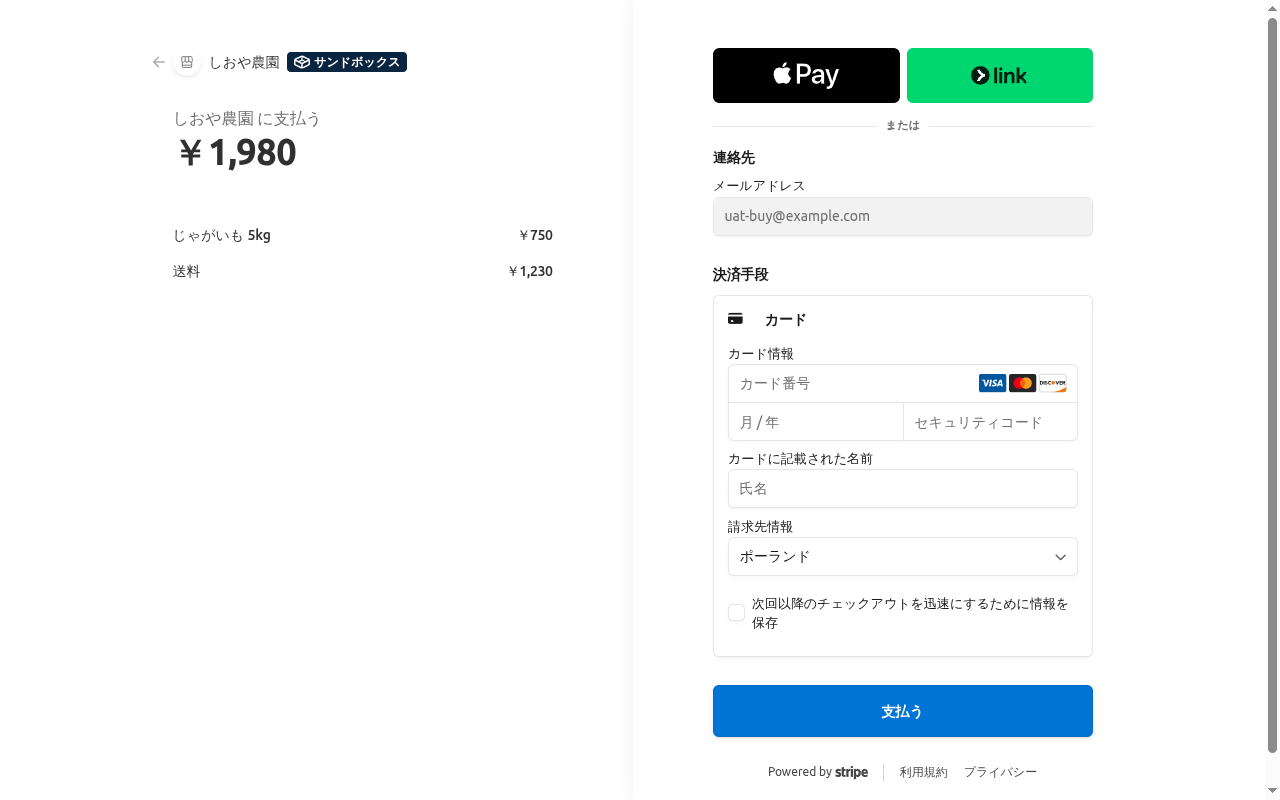 しおや農園 サンドボックス
しおや農園 に支払う
￥1,980
じゃがいも 5kg ￥750
送料 ￥1,230
Pay link
または
連絡先
メールアドレス
uat-buy@example.com
決済手段
カード
カード情報
カード番号 VISA DISCOVER
月 / 年 セキュリティコード
カードに記載された名前
氏名
請求先情報
ポーランド
次回以降のチェックアウトを迅速にするために情報を
保存
支払う
Powered by stripe 利用規約 プライバシー